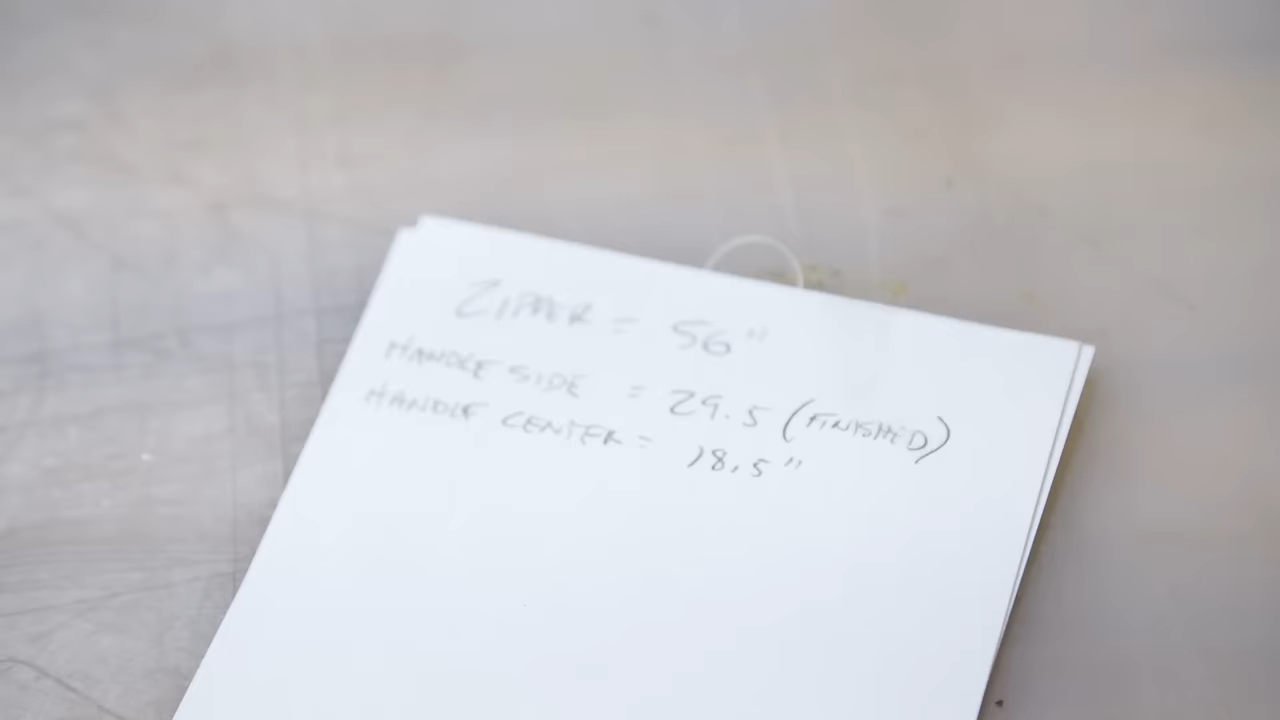 ZIPPER = 56"
HANDLE SIDE = 29.5 (FINISHED)
HANDLE CENTER = 18.5"